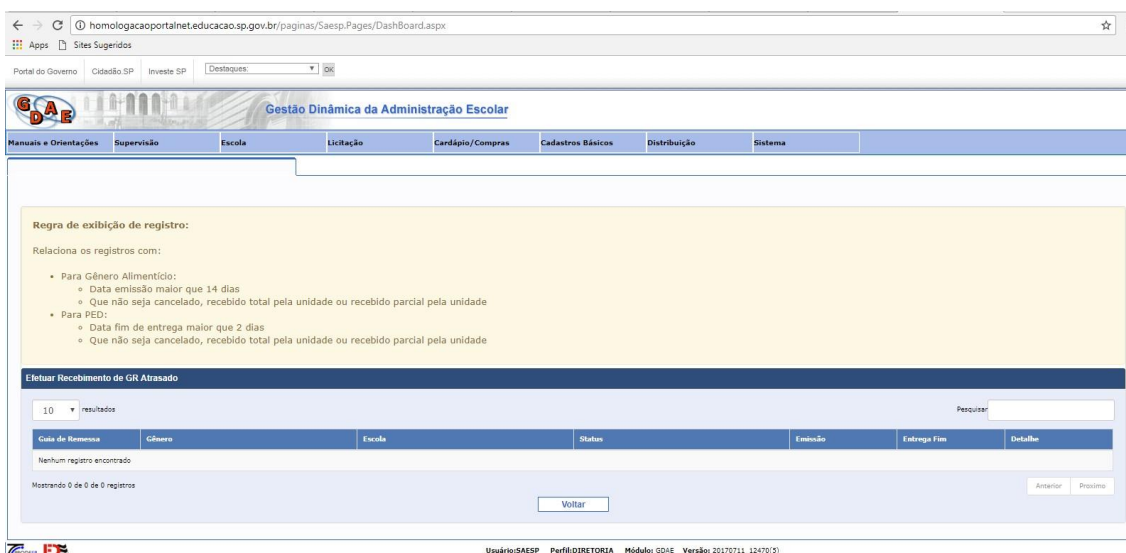 homologacaoportalnet.educacao.sp.gov.br/paginas/Saesp.Pages/DashBoard.aspx
Apps Sites Sugeridos
Portal do Governo Cidadão.SP Investe SP Destaques: OK
GDAE Gestão Dinâmica da Administração Escolar
Manuais e Orientações Supervisão Escola Licitação Cardápio/Compras Cadastros Básicos Distribuição Sistema
Regra de exibição de registro:
Relaciona os registros com:
• Para Gênero Alimentício:
Data emissão maior que 14 dias
Que não seja cancelado, recebido total pela unidade ou recebido parcial pela unidade
• Para PED:
Data fim de entrega maior que 2 dias
Que não seja cancelado, recebido total pela unidade ou recebido parcial pela unidade
Efetuar Recebimento de GR Atrasado
10 resultados Pesquisar
Guia de Remessa Gênero Escola Status Emissão Entrega Fim Detalhe
Nenhum registro encontrado
Mostrando 0 de 0 de 0 registros Anterior Proximo
Voltar
Usuário:SAESP Perfil:DIRETORIA Módulo: GDAE Versão: 20170711_12470(5)